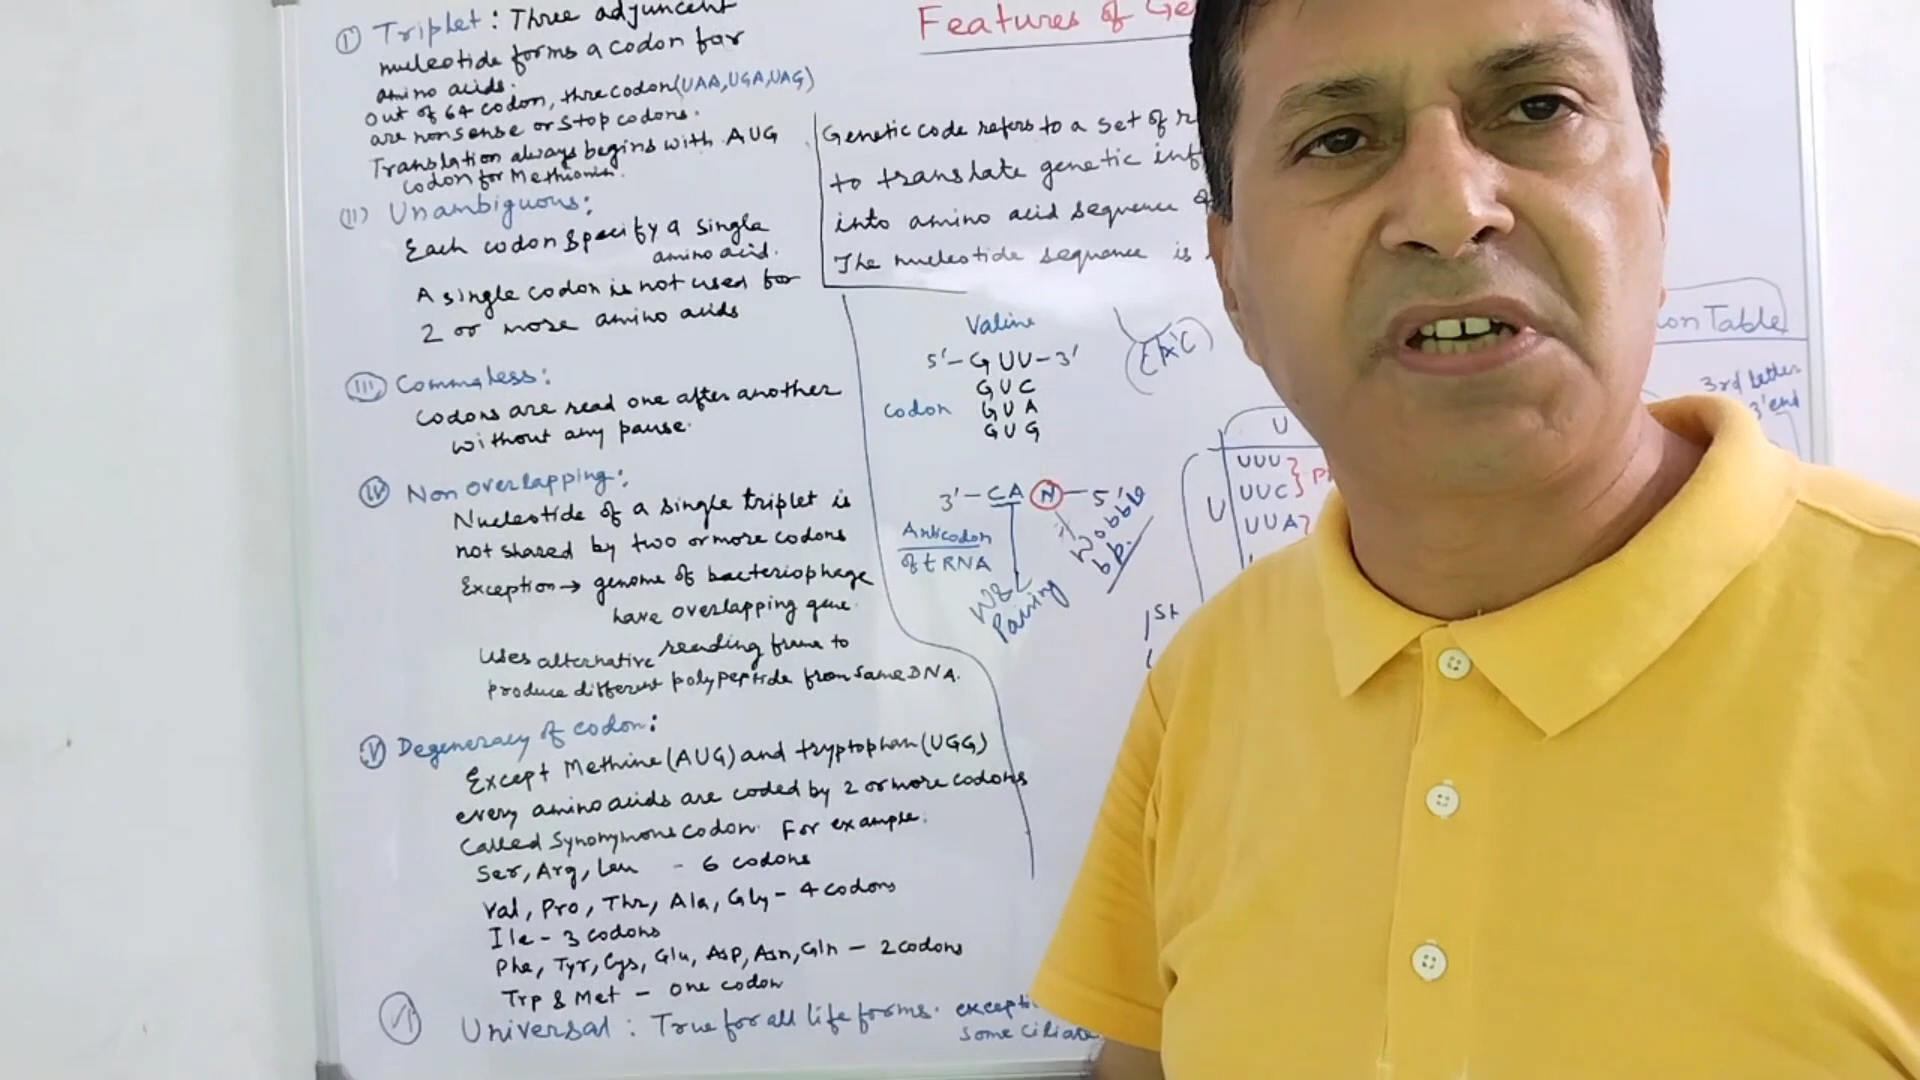 Features of Ge
(I) Triplet: Three adjuncent
nucleotide forms a codon for
amino acids.
out of 64 codon, thre codon (UAA, UGA, UAG)
are nonsense or stop codons.
Translation always begins with AUG
codon for Methionin.
(II) Unambiguous:
Each codon specify a single
amino acid.
A single codon is not used for
2 or more amino acids
(III) Commaless:
Codons are read one after another
without any pause.
(IV) Non overlapping:
Nucleotide of a single triplet is
not shared by two or more codons
Exception → genome of bacteriophage
have overlapping gene.
Uses alternative reading frame to
produce different polypeptide from same DNA.
(V) Degeneracy of codon:
Except Methine (AUG) and tryptophan (UGG)
every amino acids are coded by 2 or more codons
Called Synonymons codon. For example:
Ser, Arg, Leu - 6 codons
Val, Pro, Thr, Ala, Gly - 4 codons
Ile - 3 codons
Phe, Tyr, Cys, Glu, Asp, Asn, Gln - 2 codons
Trp & Met - one codon
(VI) Universal: True for all life forms. excepti
some ciliate
Genetic code refers to a set of r
to translate genetic inf
into amino acid sequence
The nucleotide sequence is
Valine
5'- GUU - 3'
GUC
codon GUA
GUG
3' - CA N - 5'
Anticodon
of tRNA
Pairing
Wobble
bp.
on Table
3rd letter
3' end
U
UUU
UUC
U UUA
1st